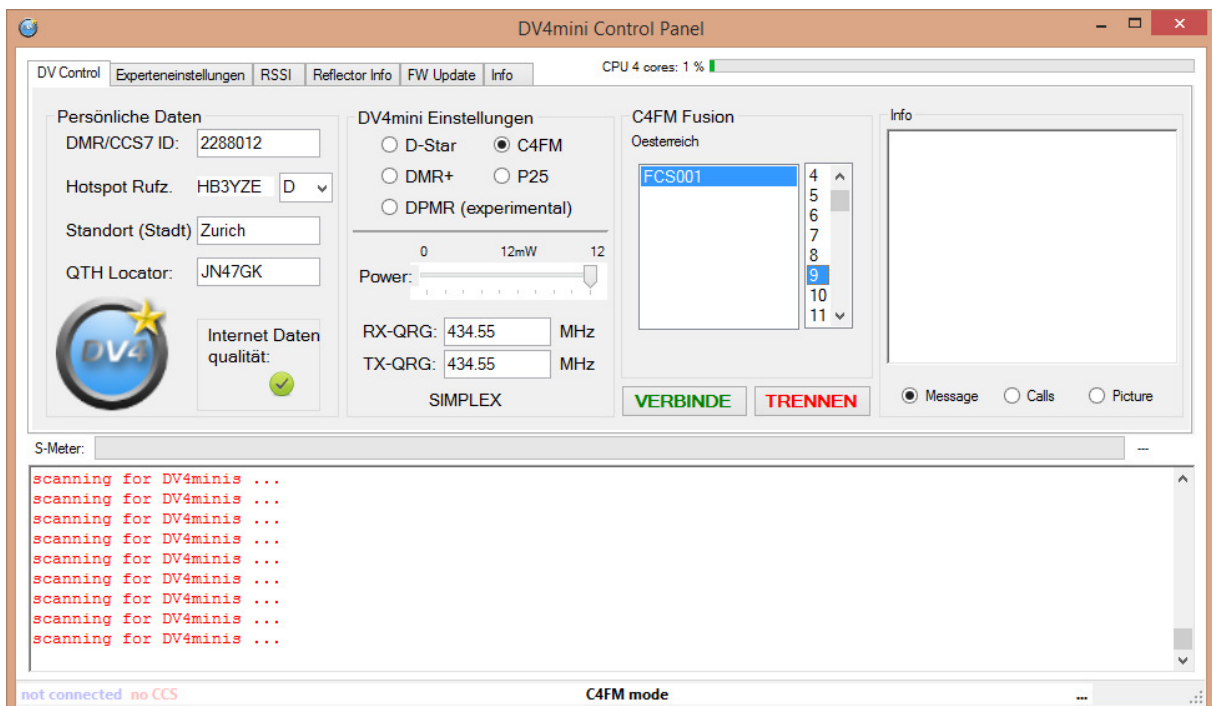 DV4mini Control Panel
DV Control Experteneinstellungen RSSI Reflector Info FW Update Info
CPU 4 cores: 1 %
Persönliche Daten
DMR/CCS7 ID: 2288012
Hotspot Rufz. HB3YZE D
Standort (Stadt) Zurich
QTH Locator: JN47GK
DV4
Internet Daten
qualität:
DV4mini Einstellungen
D-Star C4FM
DMR+ P25
DPMR (experimental)
0 12mW 12
Power:
RX-QRG: 434.55 MHz
TX-QRG: 434.55 MHz
SIMPLEX
C4FM Fusion
Oesterreich
FCS001
4
5
6
7
8
9
10
11
VERBINDE TRENNEN
Info
Message Calls Picture
S-Meter: ---
scanning for DV4minis ...
scanning for DV4minis ...
scanning for DV4minis ...
scanning for DV4minis ...
scanning for DV4minis ...
scanning for DV4minis ...
scanning for DV4minis ...
scanning for DV4minis ...
scanning for DV4minis ...
not connected no CCS C4FM mode ...